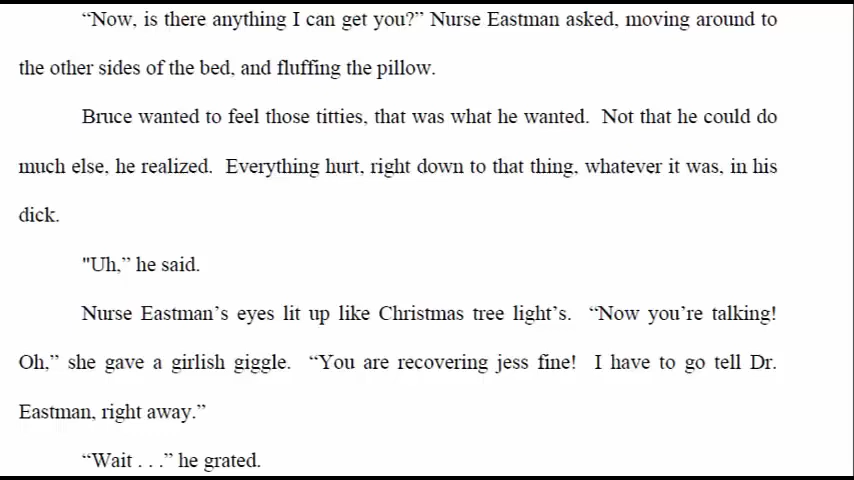 “Now, is there anything I can get you?” Nurse Eastman asked, moving around to
the other sides of the bed, and fluffing the pillow.
Bruce wanted to feel those titties, that was what he wanted.  Not that he could do
much else, he realized.  Everything hurt, right down to that thing, whatever it was, in his
dick.
"Uh,” he said.
Nurse Eastman’s eyes lit up like Christmas tree light’s.  “Now you’re talking!
Oh,” she gave a girlish giggle.  “You are recovering jess fine!  I have to go tell Dr.
Eastman, right away.”
“Wait . . .” he grated.